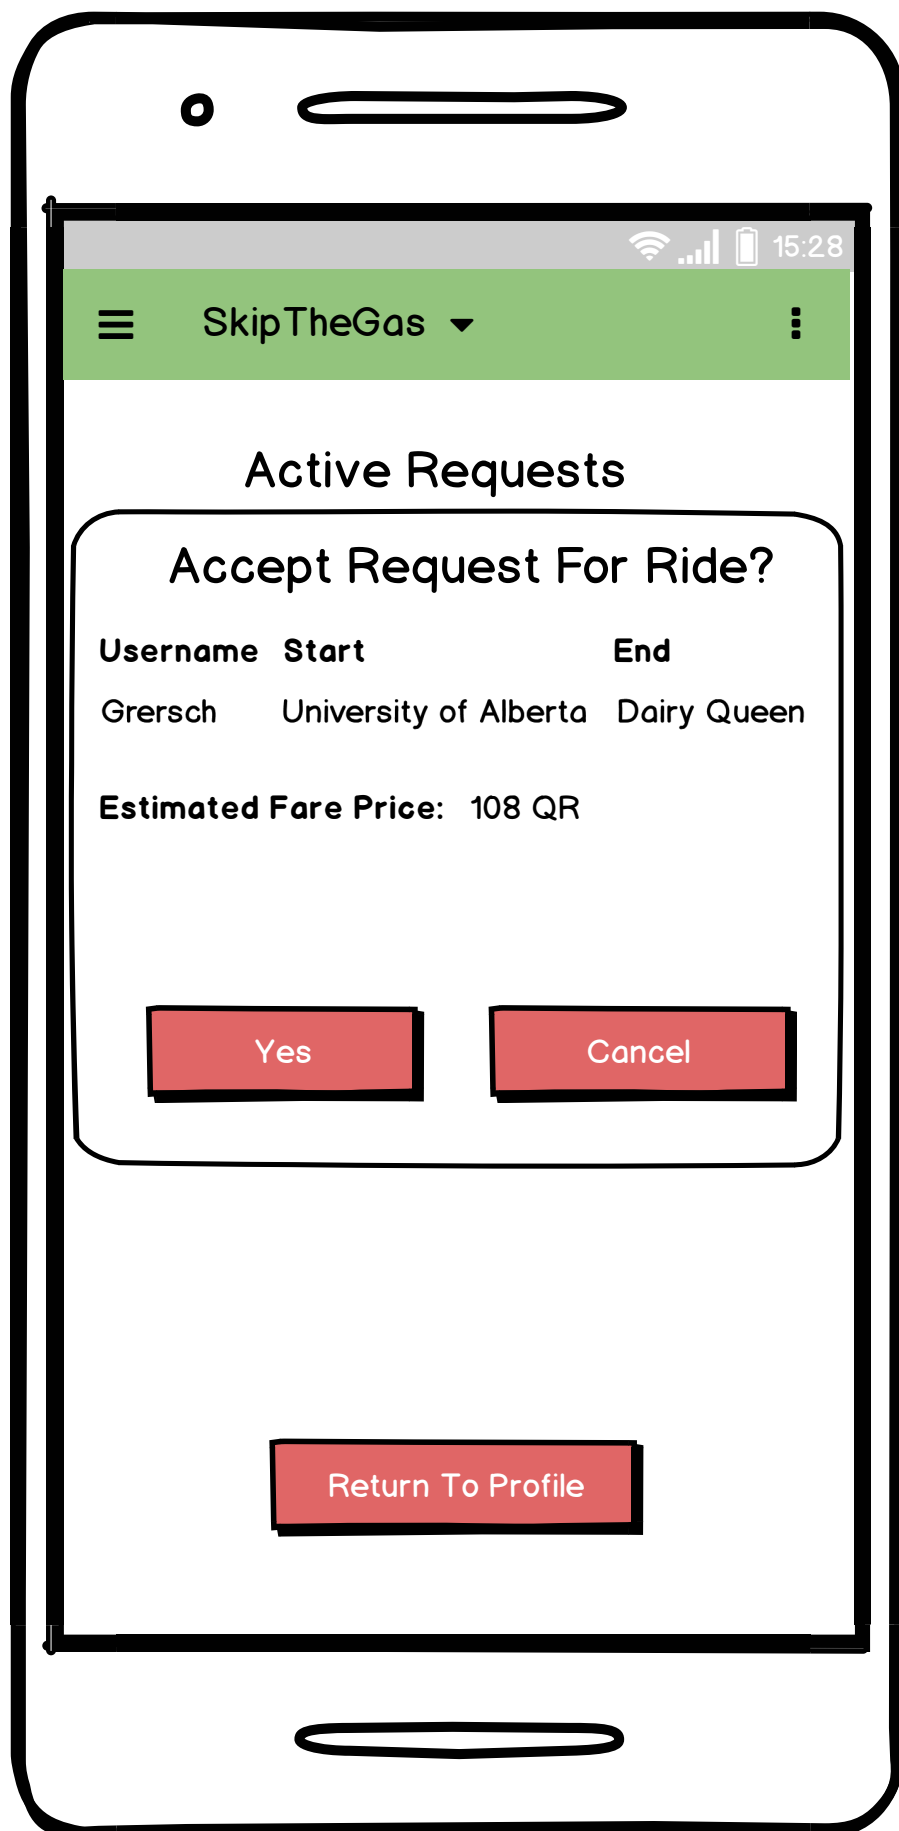 15:28
SkipTheGas
Active Requests
Accept Request For Ride?
Username Start End
Grersch University of Alberta Dairy Queen
Estimated Fare Price: 108 QR
Yes Cancel
Return To Profile